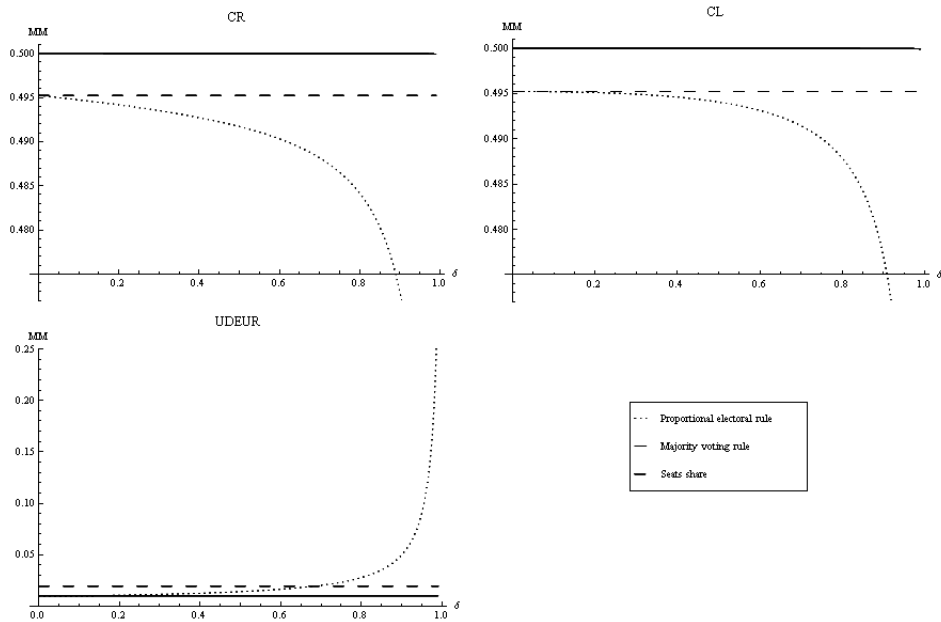 CR
MM
0.500
0.495
0.490
0.485
0.480
0.2
0.4
0.6
0.8
1.0
δ
CL
MM
0.500
0.495
0.490
0.485
0.480
0.2
0.4
0.6
0.8
1.0
δ
UDEUR
MM
0.25
0.20
0.15
0.10
0.05
0.0
0.2
0.4
0.6
0.8
1.0
δ
Proportional electoral rule
Majority voting rule
Seats share